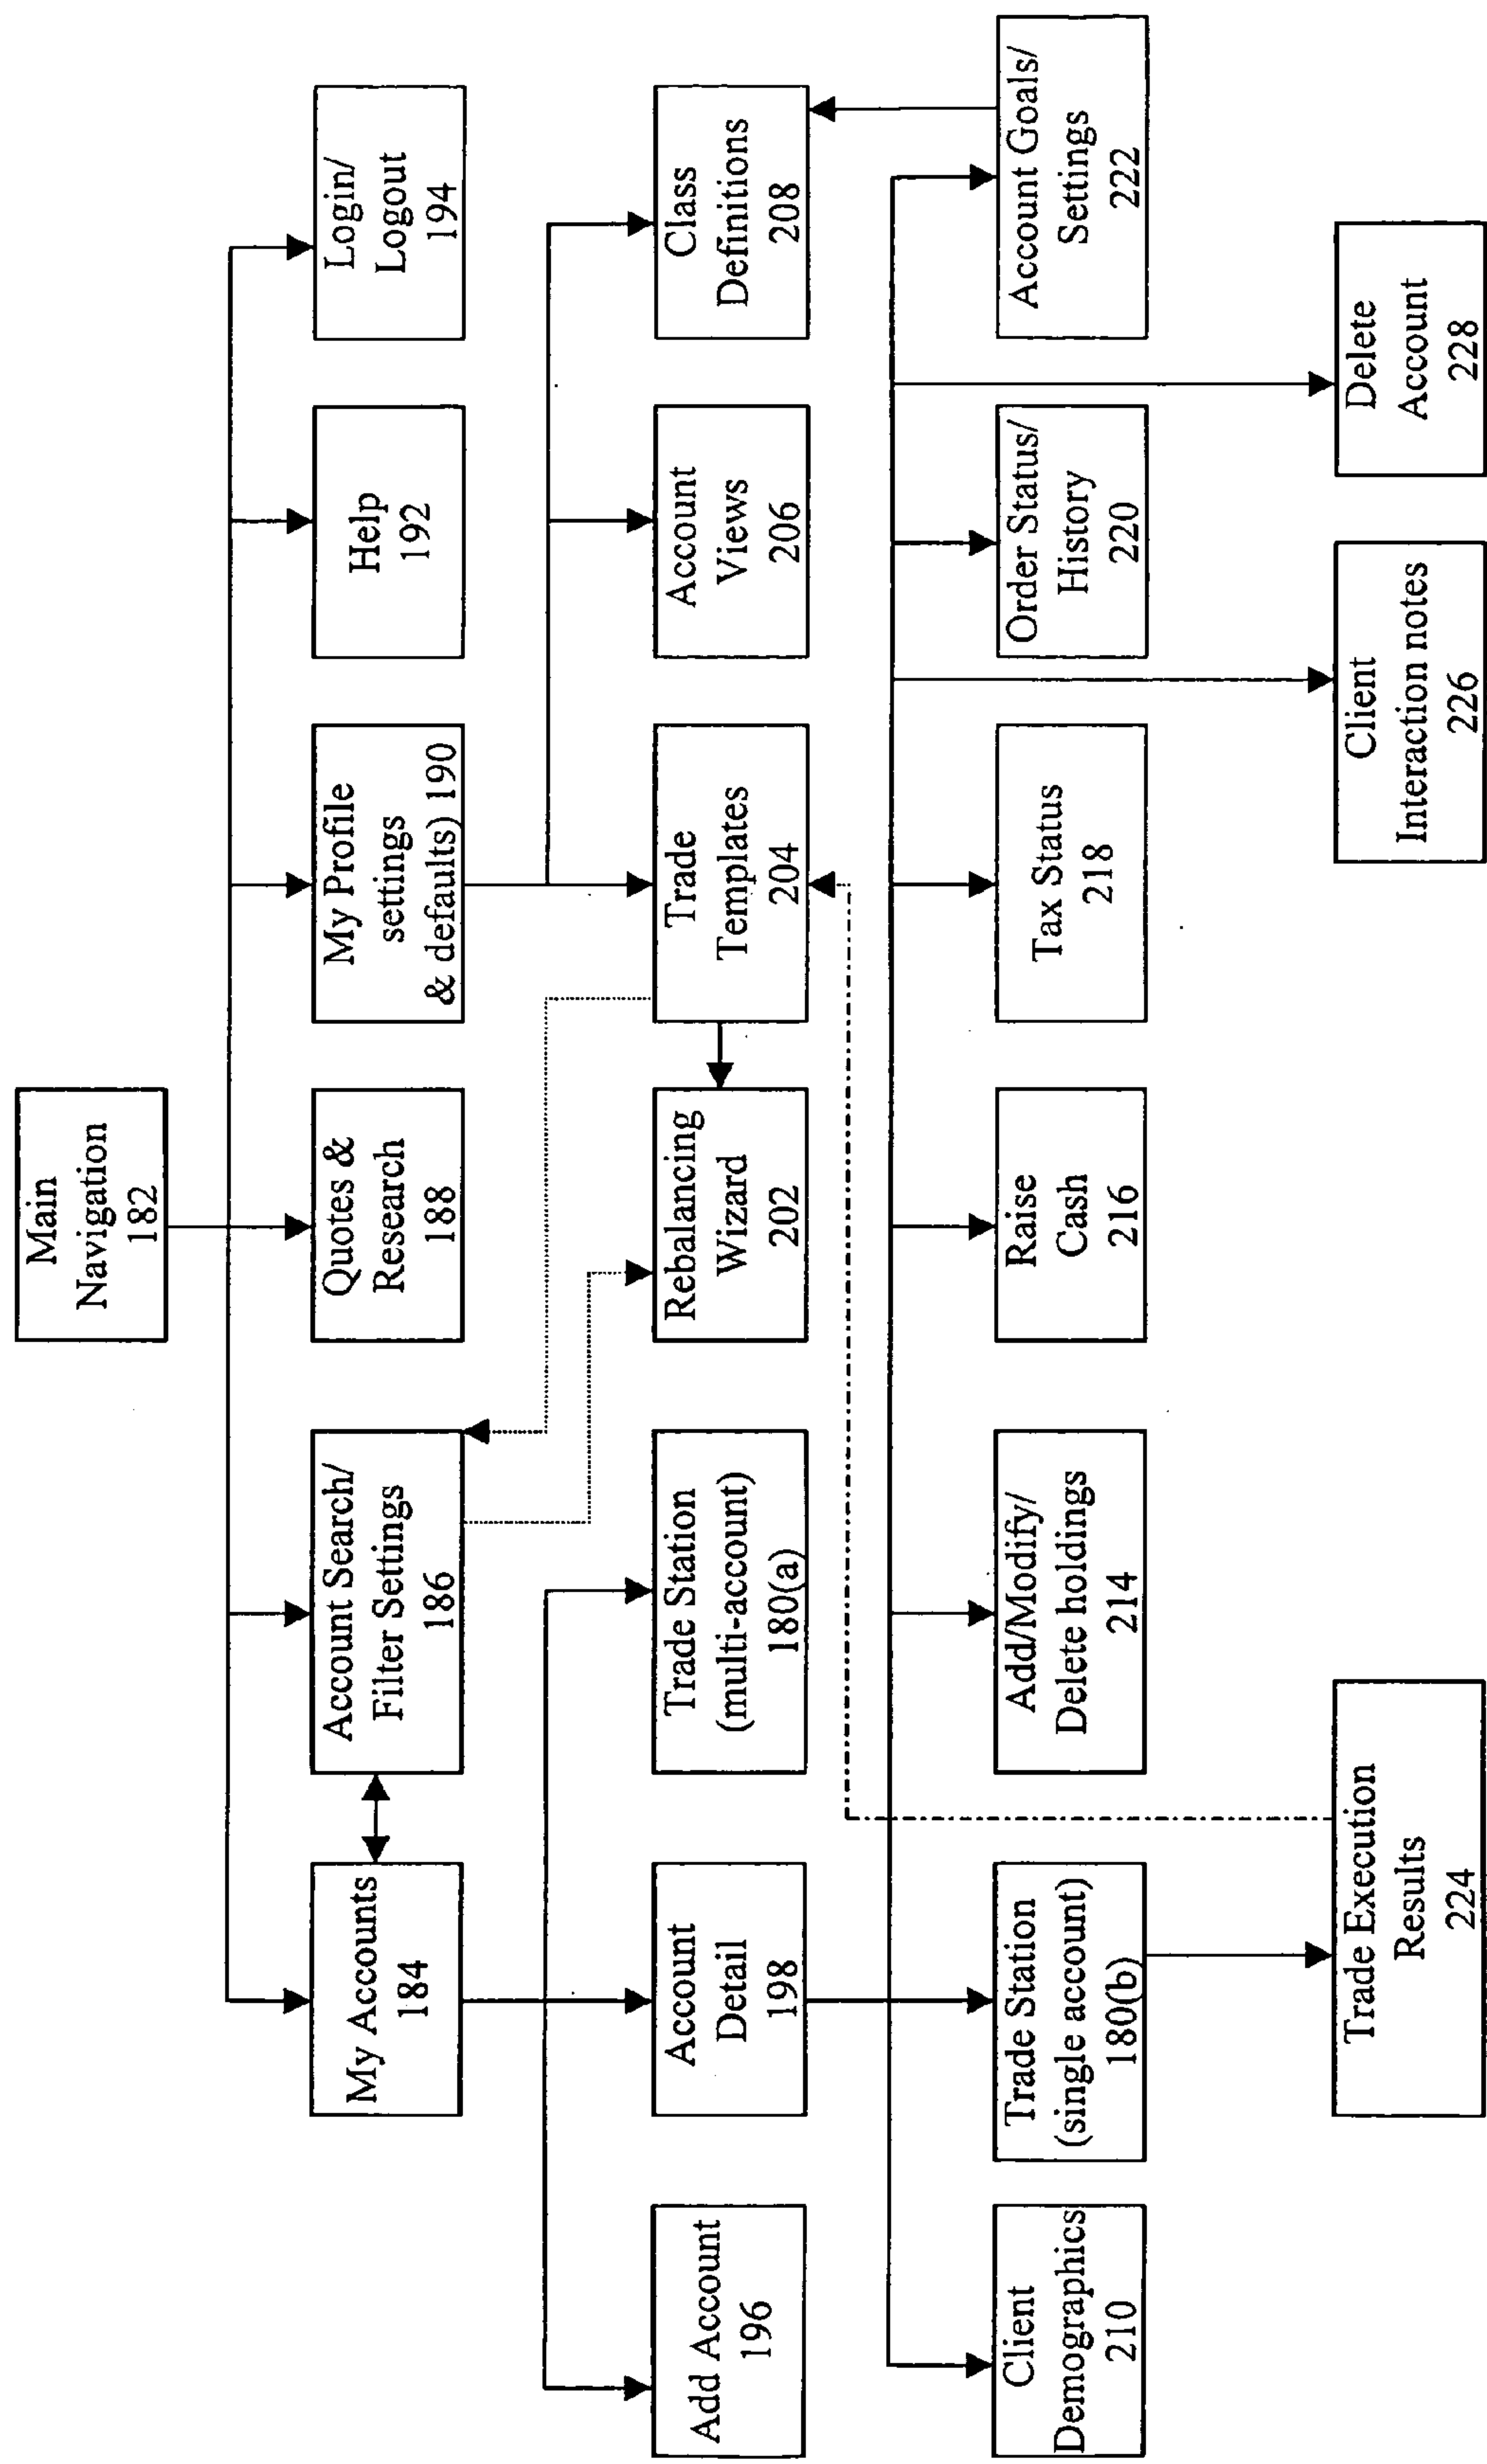 Main
Navigation
182
My Accounts
184
Account Search/
Filter Settings
186
Quotes &
Research
188
My Profile
settings
& defaults) 190
Help
192
Login/
Logout
194
Add Account
196
Account
Detail
198
Trade Station
(multi-account)
180(a)
Rebalancing
Wizard
202
Trade
Templates
204
Account
Views
206
Class
Definitions
208
Client
Demographics
210
Trade Station
(single account)
180(b)
Add/Modify/
Delete holdings
214
Raise
Cash
216
Tax Status
218
Order Status/
History
220
Account Goals/
Settings
222
Trade Execution
Results
224
Client
Interaction notes
226
Delete
Account
228